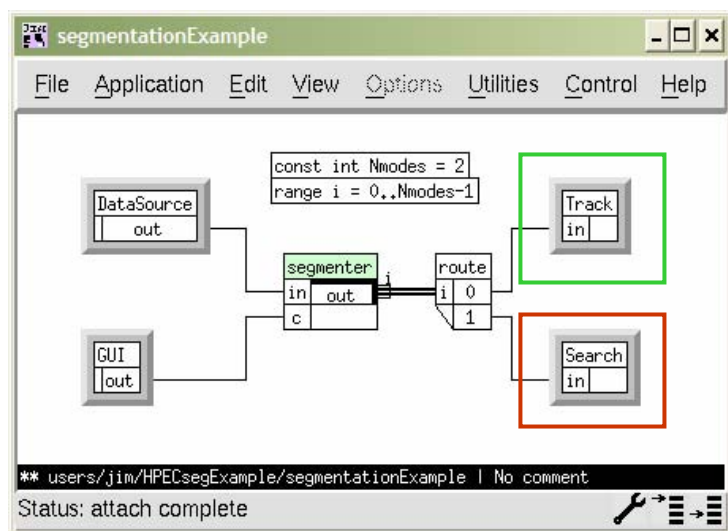 segmentationExample
File Application Edit View Options Utilities Control Help
const int Nmodes = 2
range i = 0..Nmodes-1
DataSource
out
Track
in
segmenter
in out i
c
route
i 0
1
GUI
out
Search
in
** users/jim/HPECsegExample/segmentationExample | No comment
Status: attach complete